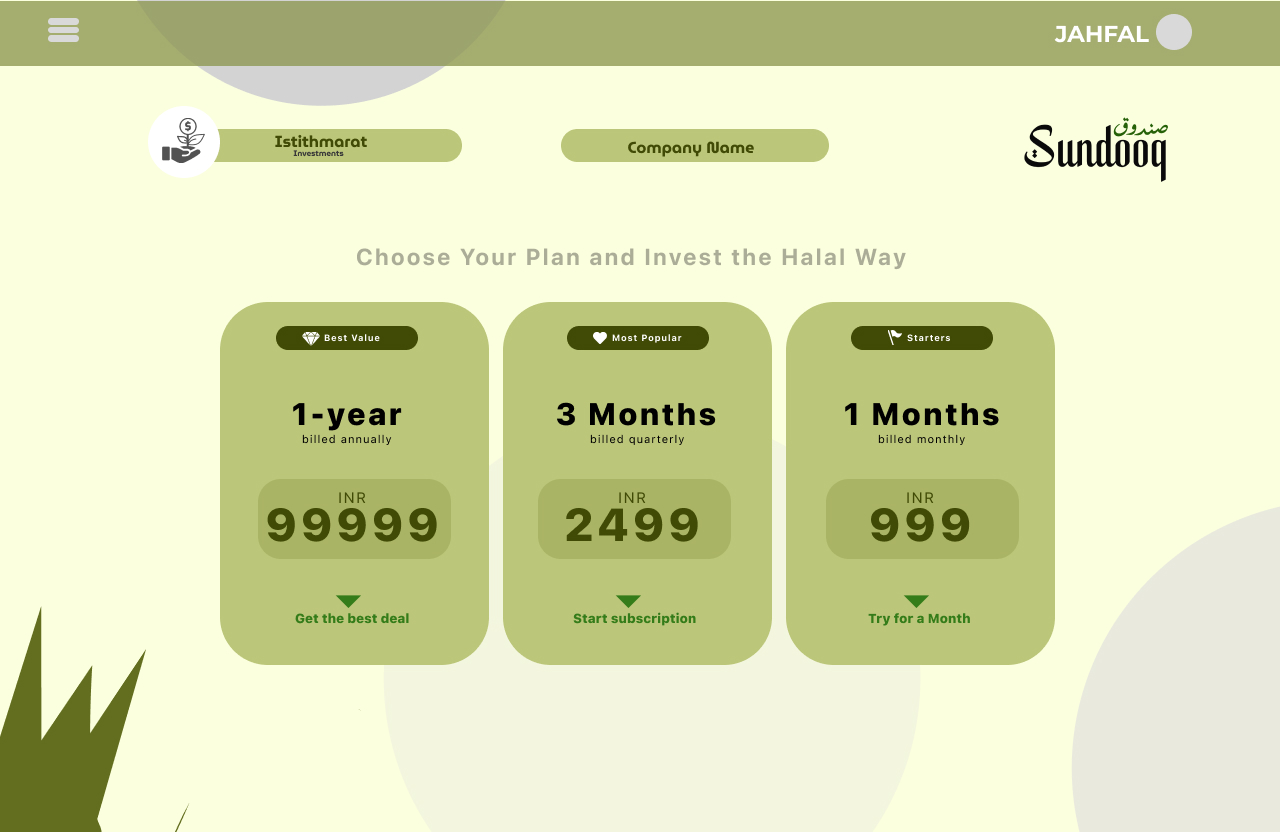 JAHFAL
Istithmarat
Investments
Company Name
صندوق
Sundooq
Choose Your Plan and Invest the Halal Way
Best Value
1-year
billed annually
INR
99999
Get the best deal
Most Popular
3 Months
billed quarterly
INR
2499
Start subscription
Starters
1 Months
billed monthly
INR
999
Try for a Month